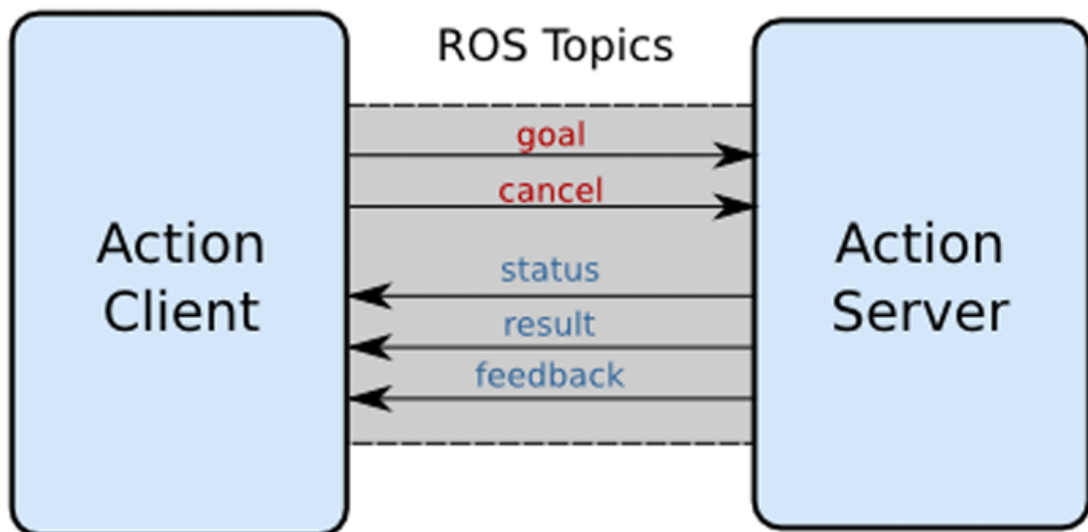 ROS Topics
Action
Client
goal
cancel
status
result
feedback
Action
Server